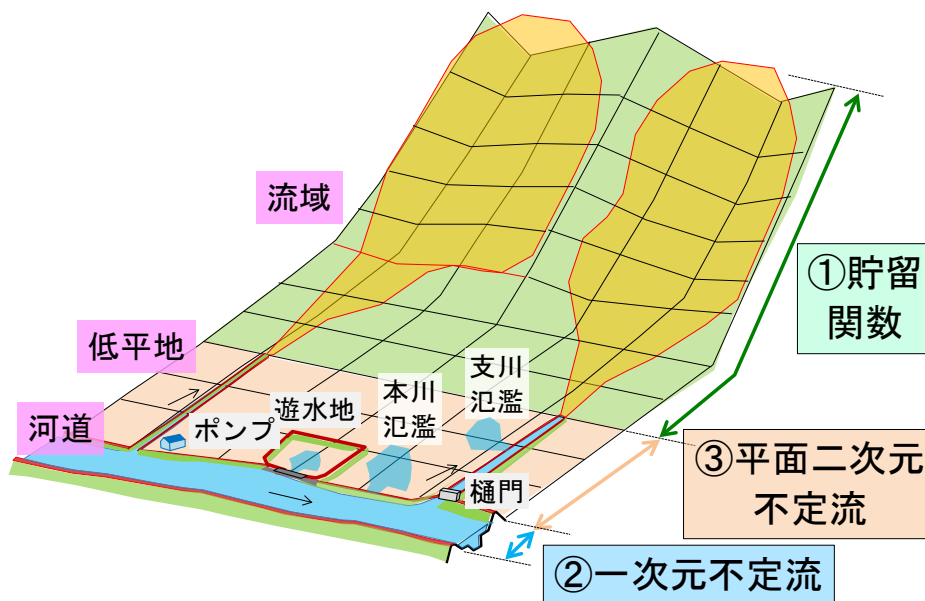 流域
①貯留
関数
低平地
支川
氾濫
本川
氾濫
遊水地
ポンプ
河道
③平面二次元
不定流
樋門
②一次元不定流